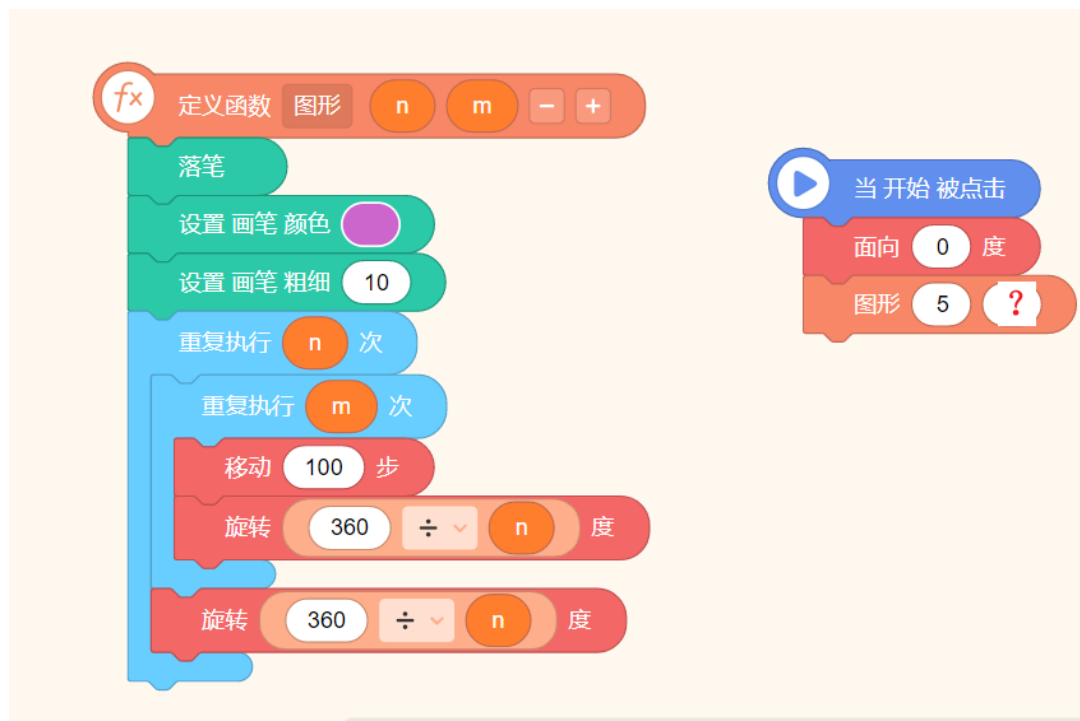 fx 定义函数 图形 n m − +
落笔
设置 画笔 颜色
设置 画笔 粗细 10
重复执行 n 次
重复执行 m 次
移动 100 步
旋转 360 ÷ n 度
旋转 360 ÷ n 度
当 开始 被点击
面向 0 度
图形 5 ？